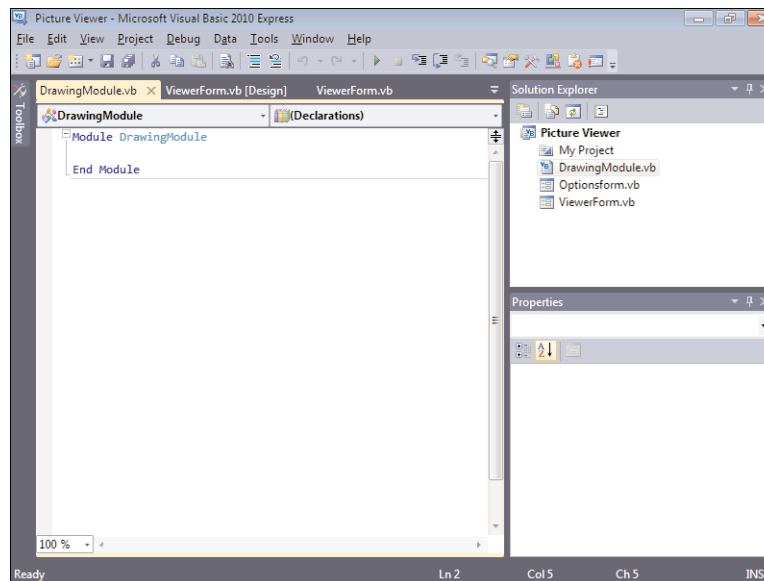 Picture Viewer - Microsoft Visual Basic 2010 Express
File Edit View Project Debug Data Tools Window Help
DrawingModule.vb ViewerForm.vb [Design] ViewerForm.vb
DrawingModule (Declarations)
Module DrawingModule
End Module
100 %
Toolbox
Solution Explorer
Picture Viewer
My Project
DrawingModule.vb
Optionsform.vb
ViewerForm.vb
Properties
Ready Ln 2 Col 5 Ch 5 INS